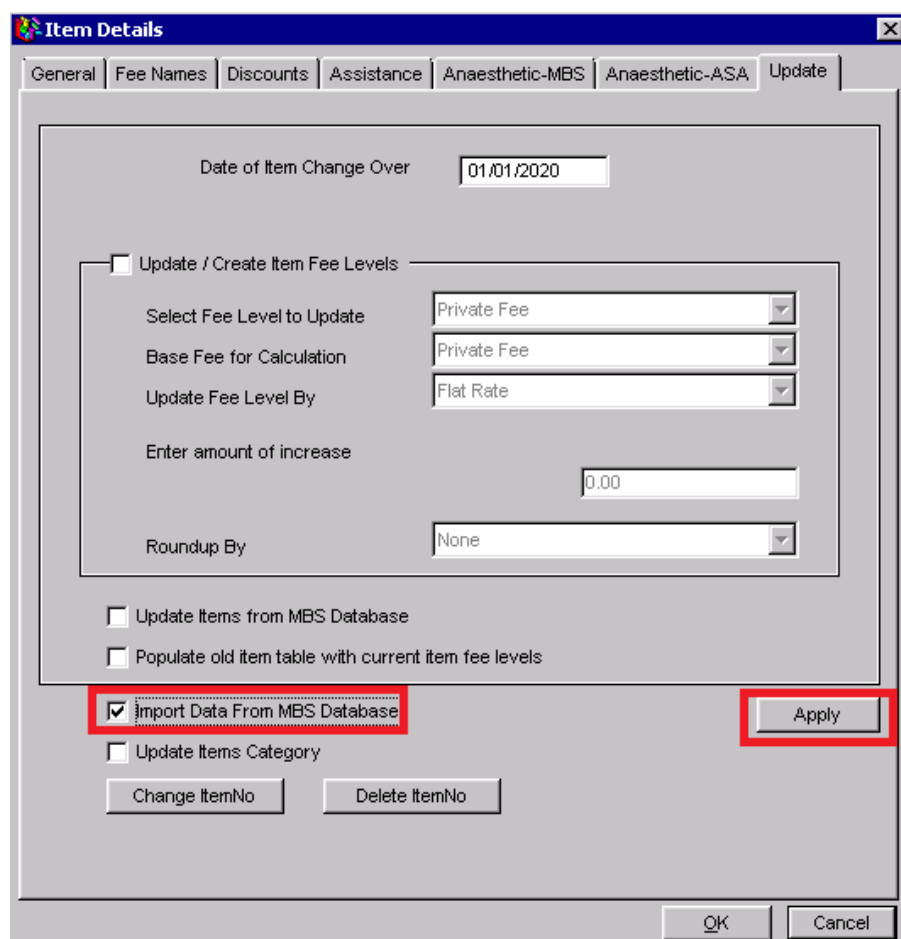 Item Details
General Fee Names Discounts Assistance Anaesthetic-MBS Anaesthetic-ASA Update
Date of Item Change Over 01/01/2020
Update / Create Item Fee Levels
Select Fee Level to Update Private Fee
Base Fee for Calculation Private Fee
Update Fee Level By Flat Rate
Enter amount of increase
0.00
Roundup By None
Update Items from MBS Database
Populate old item table with current item fee levels
Import Data From MBS Database Apply
Update Items Category
Change ItemNo Delete ItemNo
OK Cancel